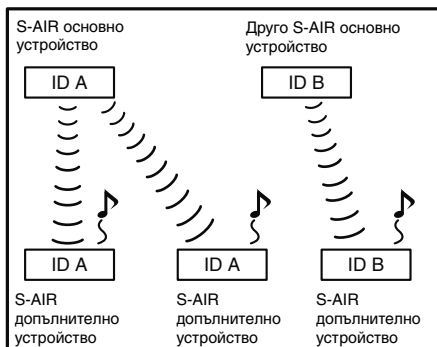 S-AIR основно
устройство
Друго S-AIR основно
устройство
ID A
ID B
ID A
ID A
ID B
S-AIR
допълнително
устройство
S-AIR
допълнително
устройство
S-AIR
допълнително
устройство